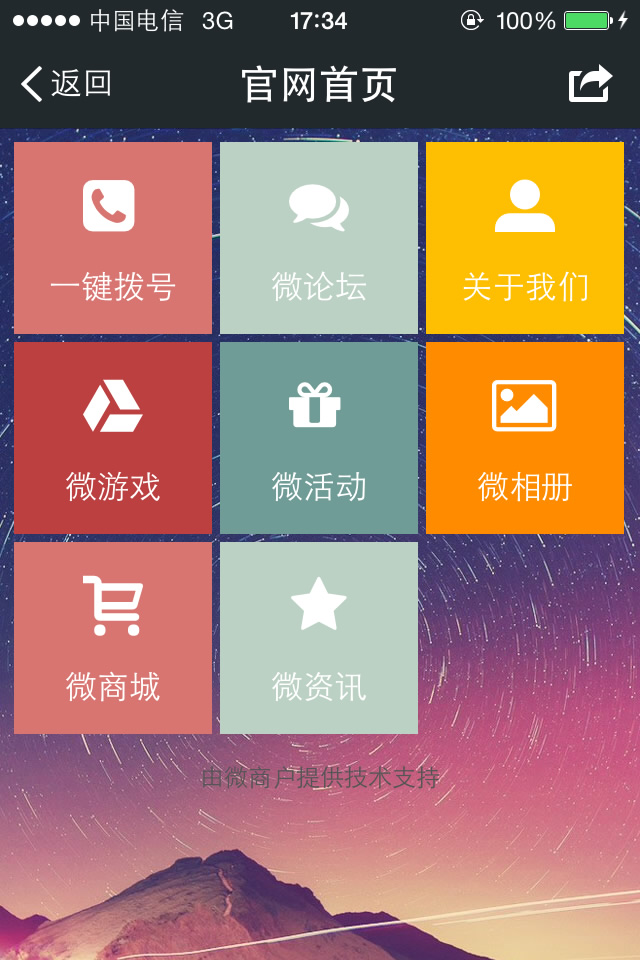 中国电信 3G 17:34 100%
返回 官网首页
一键拨号 微论坛 关于我们
微游戏 微活动 微相册
微商城 微资讯
由微商户提供技术支持